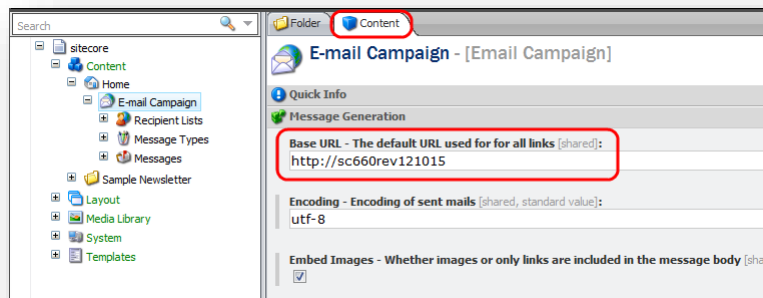 Search
sitecore
Content
Home
E-mail Campaign
Recipient Lists
Message Types
Messages
Sample Newsletter
Layout
Media Library
System
Templates
Folder Content
E-mail Campaign - [Email Campaign]
Quick Info
Message Generation
Base URL - The default URL used for for all links [shared]:
http://sc660rev121015
Encoding - Encoding of sent mails [shared, standard value]:
utf-8
Embed Images - Whether images or only links are included in the message body [sha